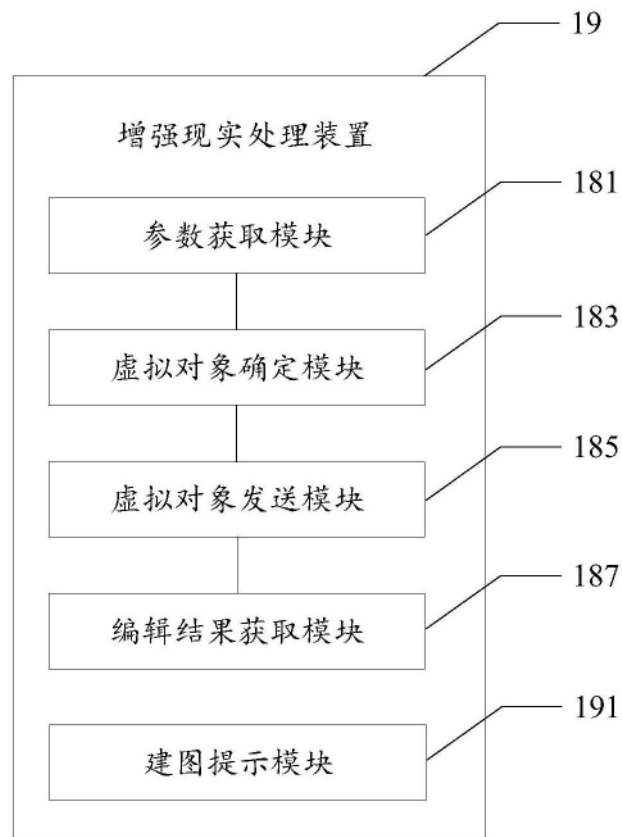 19
增强现实处理装置
181
参数获取模块
183
虚拟对象确定模块
185
虚拟对象发送模块
187
编辑结果获取模块
191
建图提示模块